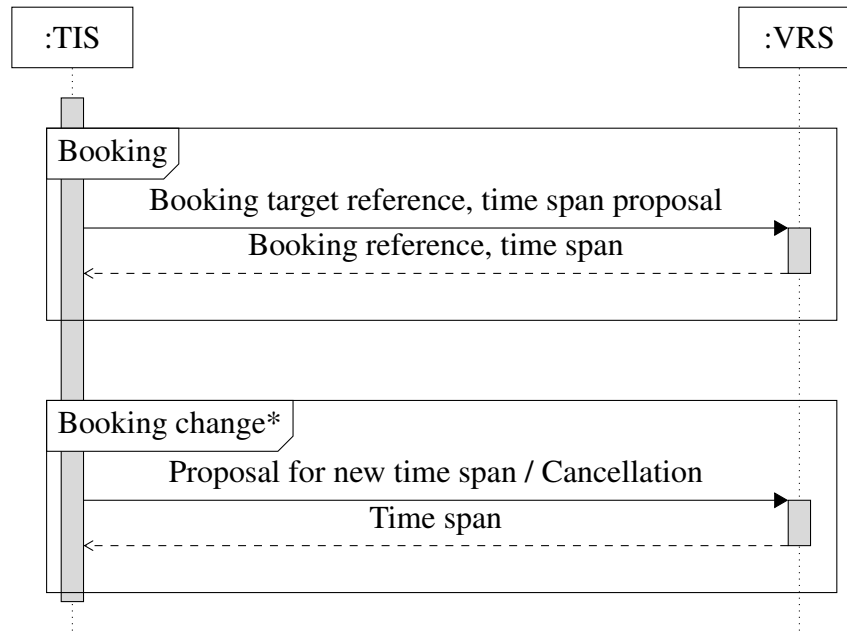 :TIS
:VRS
Booking
Booking target reference, time span proposal
Booking reference, time span
Booking change*
Proposal for new time span / Cancellation
Time span